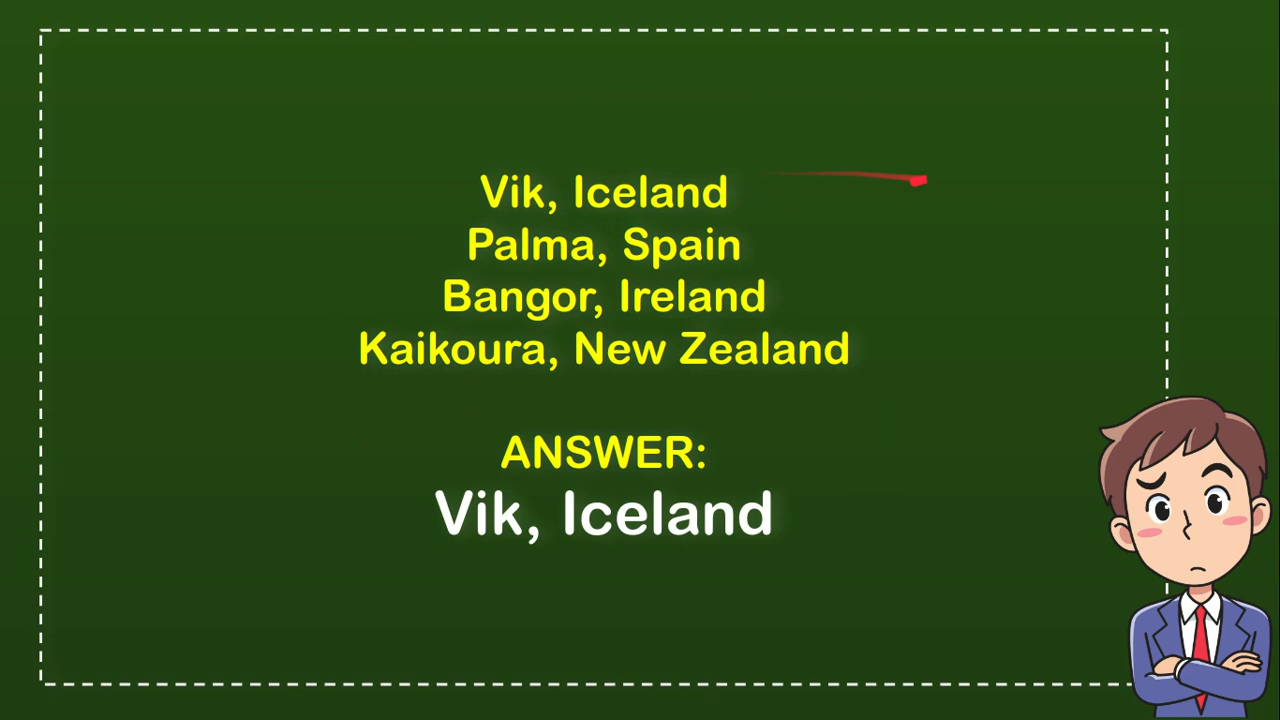 Vik, Iceland
Palma, Spain
Bangor, Ireland
Kaikoura, New Zealand
ANSWER:
Vik, Iceland